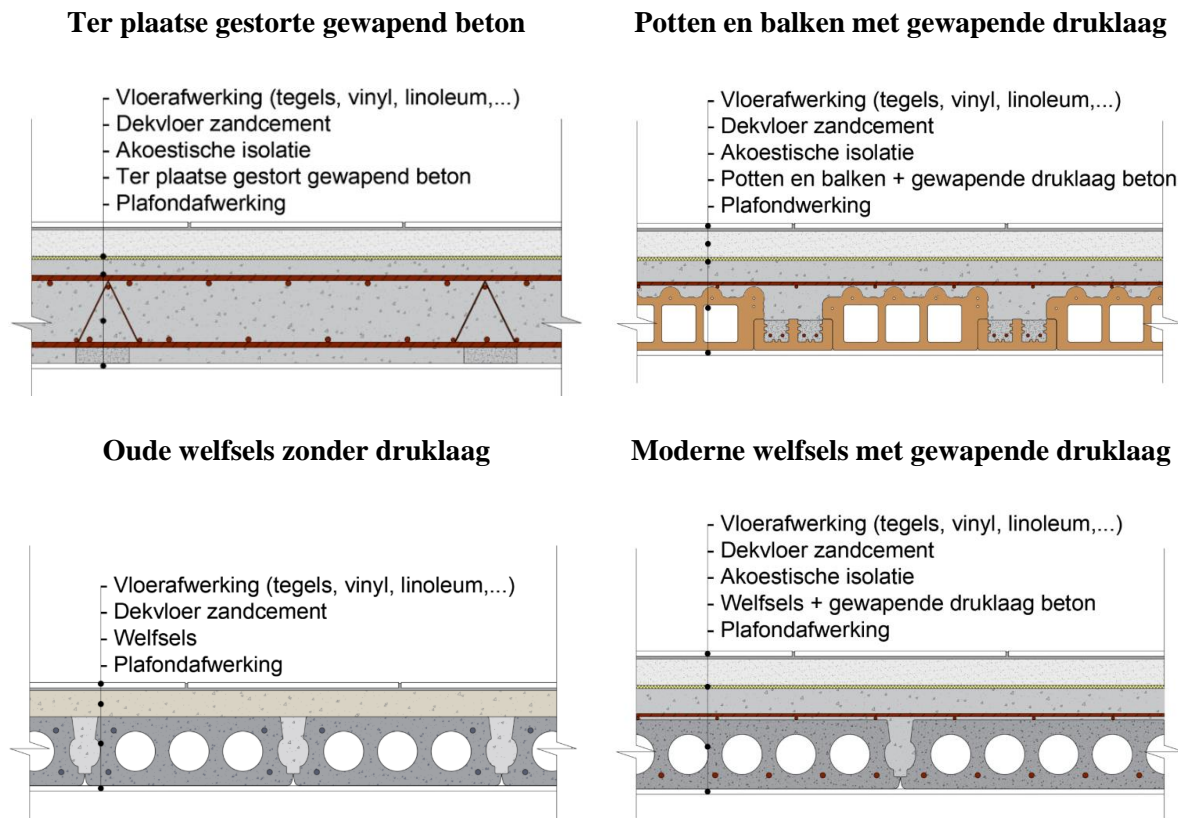 Ter plaatse gestorte gewapend beton
- Vloerafwerking (tegels, vinyl, linoleum,...)
- Dekvloer zandcement
- Akoestische isolatie
- Ter plaatse gestort gewapend beton
- Plafondafwerking
Potten en balken met gewapende druklaag
- Vloerafwerking (tegels, vinyl, linoleum,...)
- Dekvloer zandcement
- Akoestische isolatie
- Potten en balken + gewapende druklaag beton
- Plafondwerking
Oude welfsels zonder druklaag
- Vloerafwerking (tegels, vinyl, linoleum,...)
- Dekvloer zandcement
- Welfsels
- Plafondafwerking
Moderne welfsels met gewapende druklaag
- Vloerafwerking (tegels, vinyl, linoleum,...)
- Dekvloer zandcement
- Akoestische isolatie
- Welfsels + gewapende druklaag beton
- Plafondafwerking